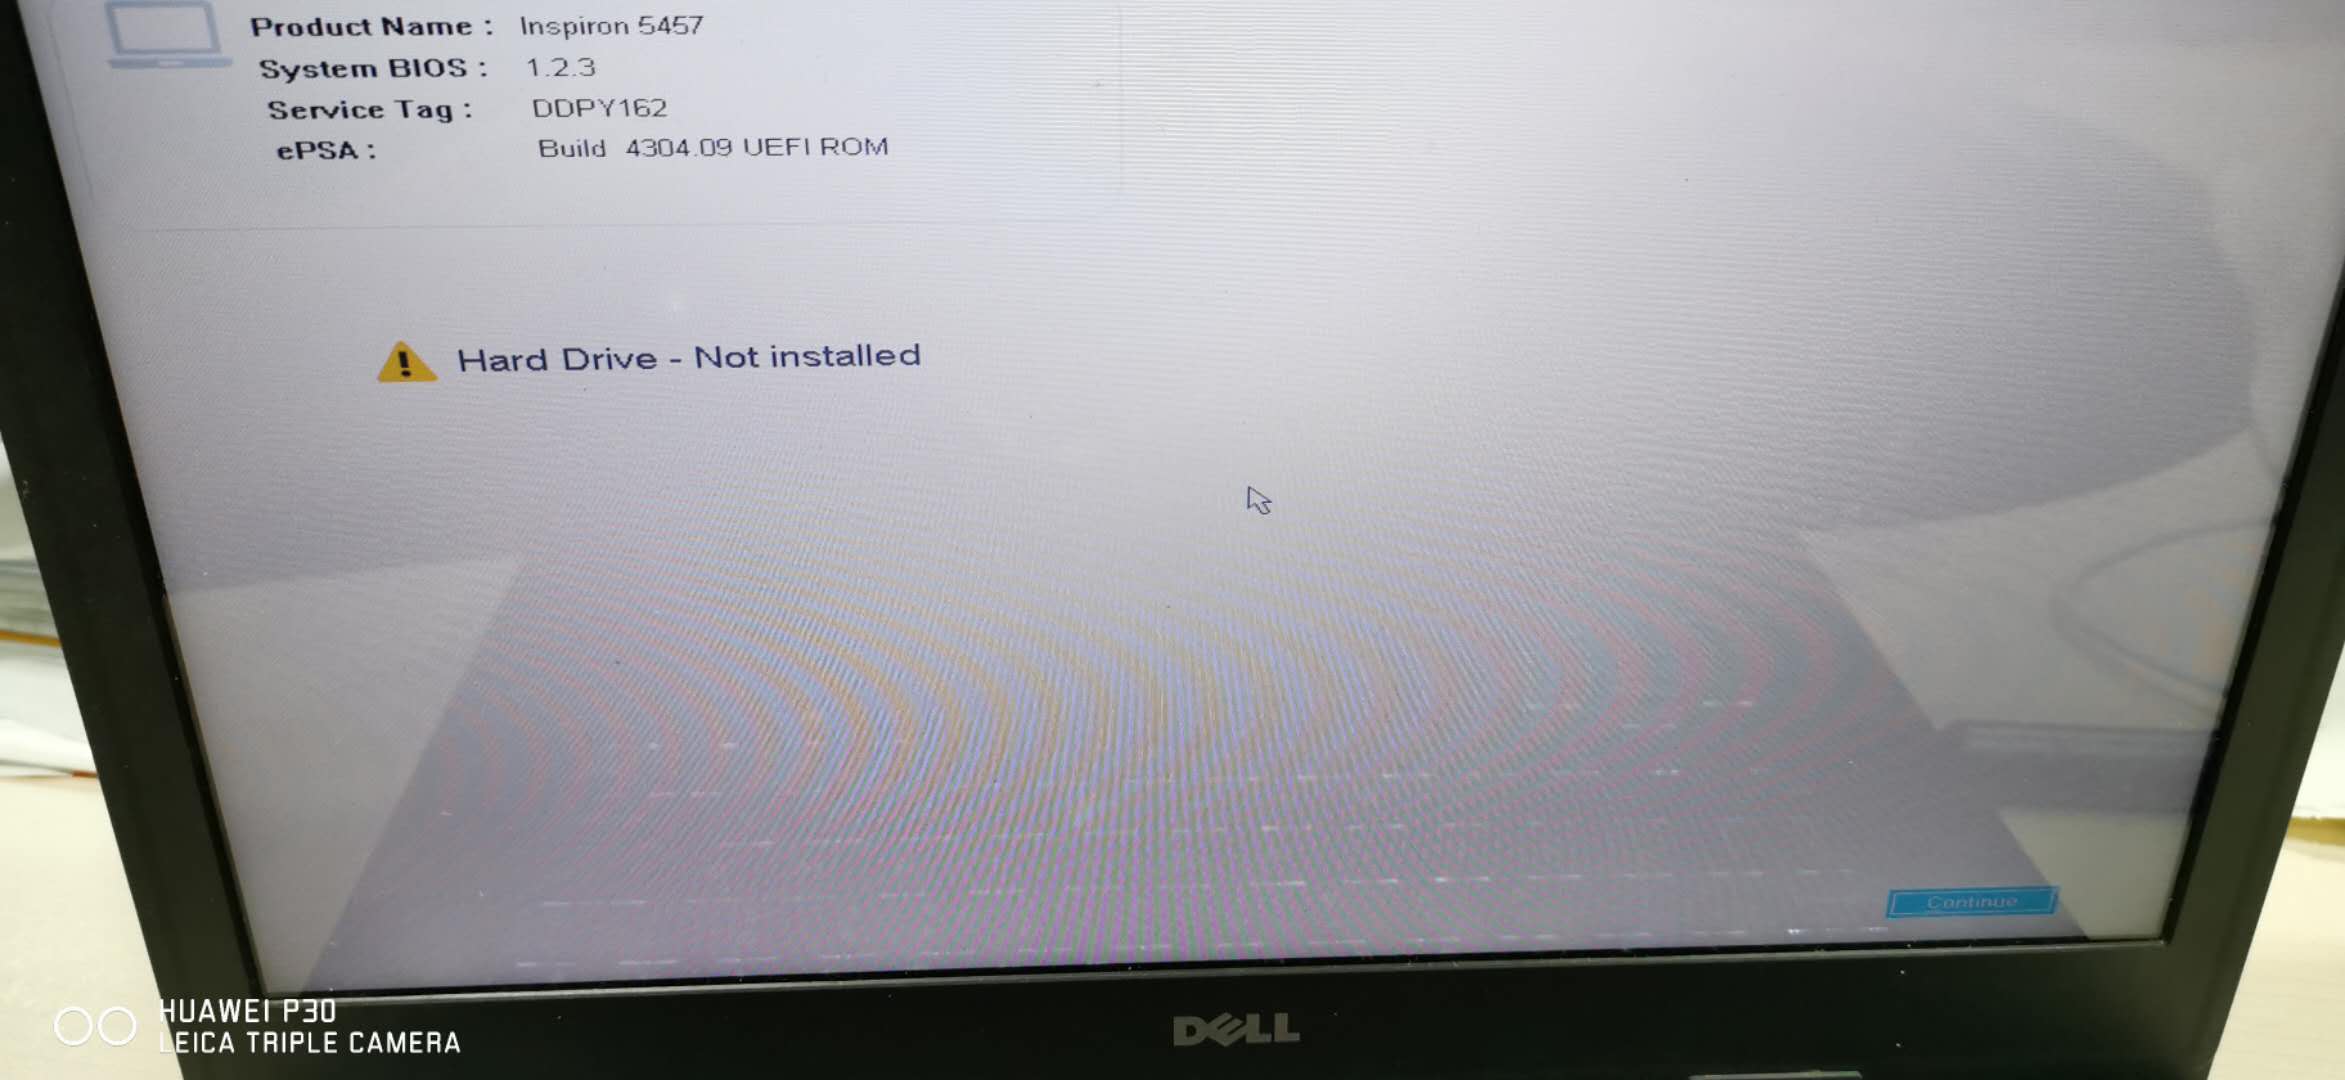 Product Name : Inspiron 5457
System BIOS : 1.2.3
Service Tag : DDPY162
ePSA : Build 4304.09 UEFI ROM
Hard Drive - Not installed
Continue
DELL
HUAWEI P30
LEICA TRIPLE CAMERA